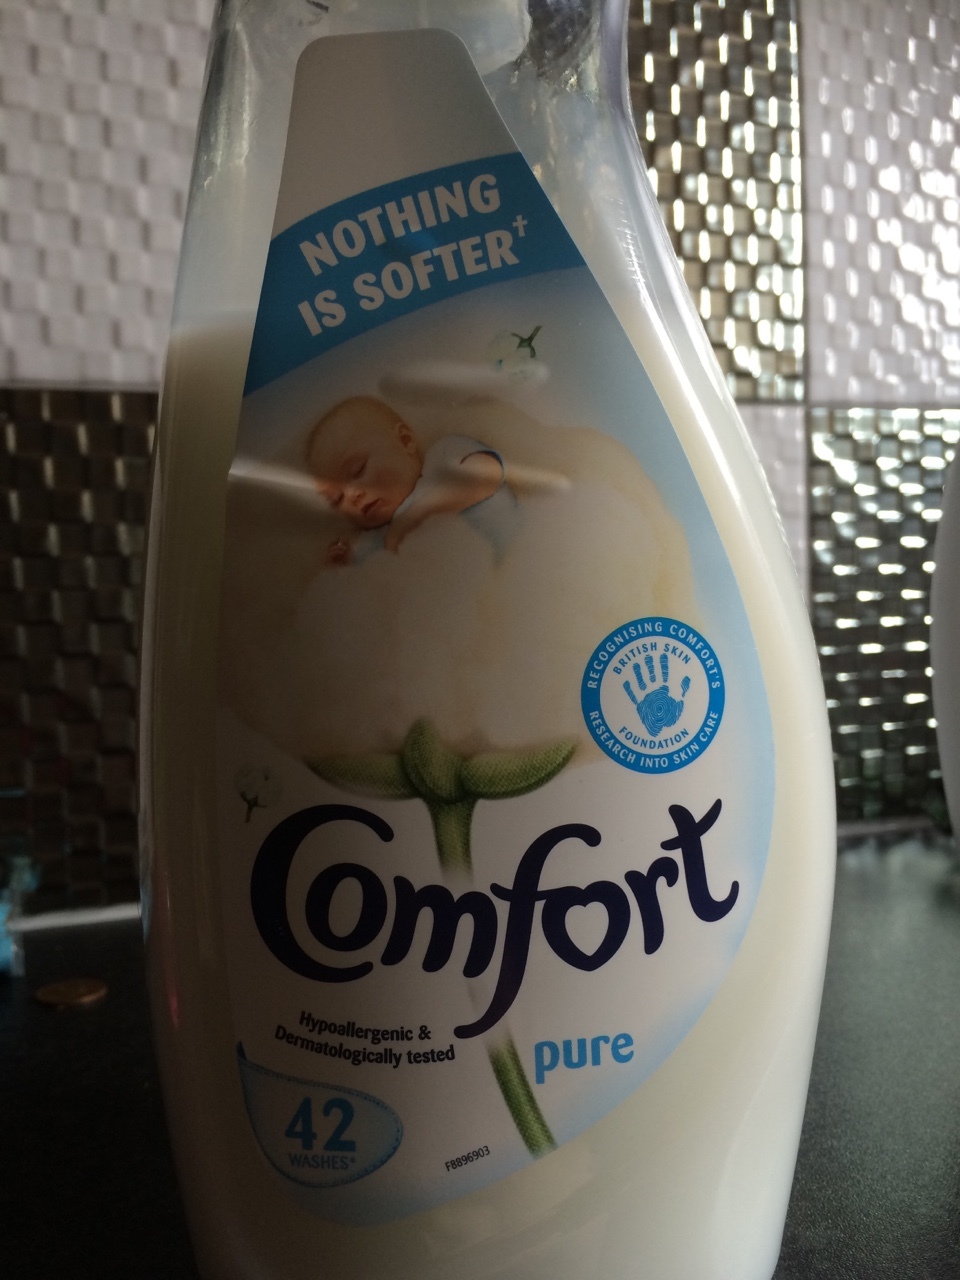 NOTHING
IS SOFTER†
RECOGNISING COMFORT'S
BRITISH SKIN
FOUNDATION
RESEARCH INTO SKIN CARE
Comfort
Hypoallergenic &
Dermatologically tested
pure
42
WASHES*
F8896903